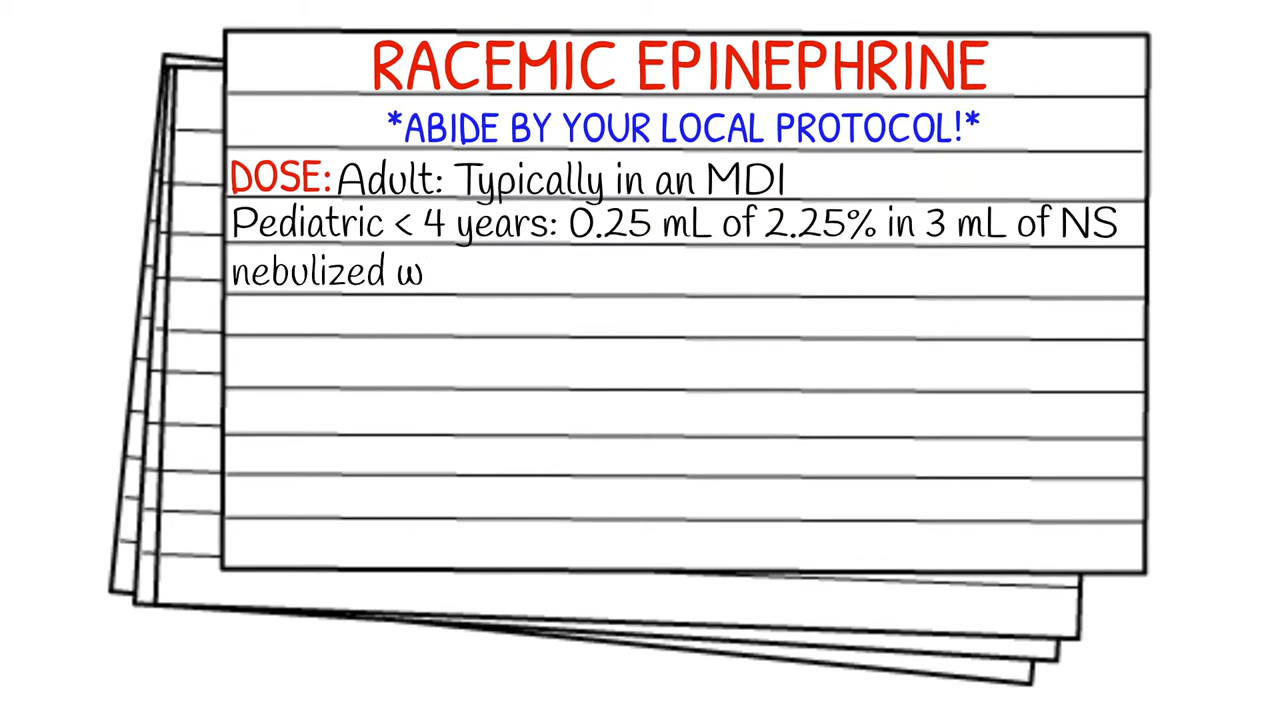 RACEMIC EPINEPHRINE
*ABIDE BY YOUR LOCAL PROTOCOL!*
DOSE: Adult: Typically in an MDI
Pediatric < 4 years: 0.25 mL of 2.25% in 3 mL of NS
nebulized w